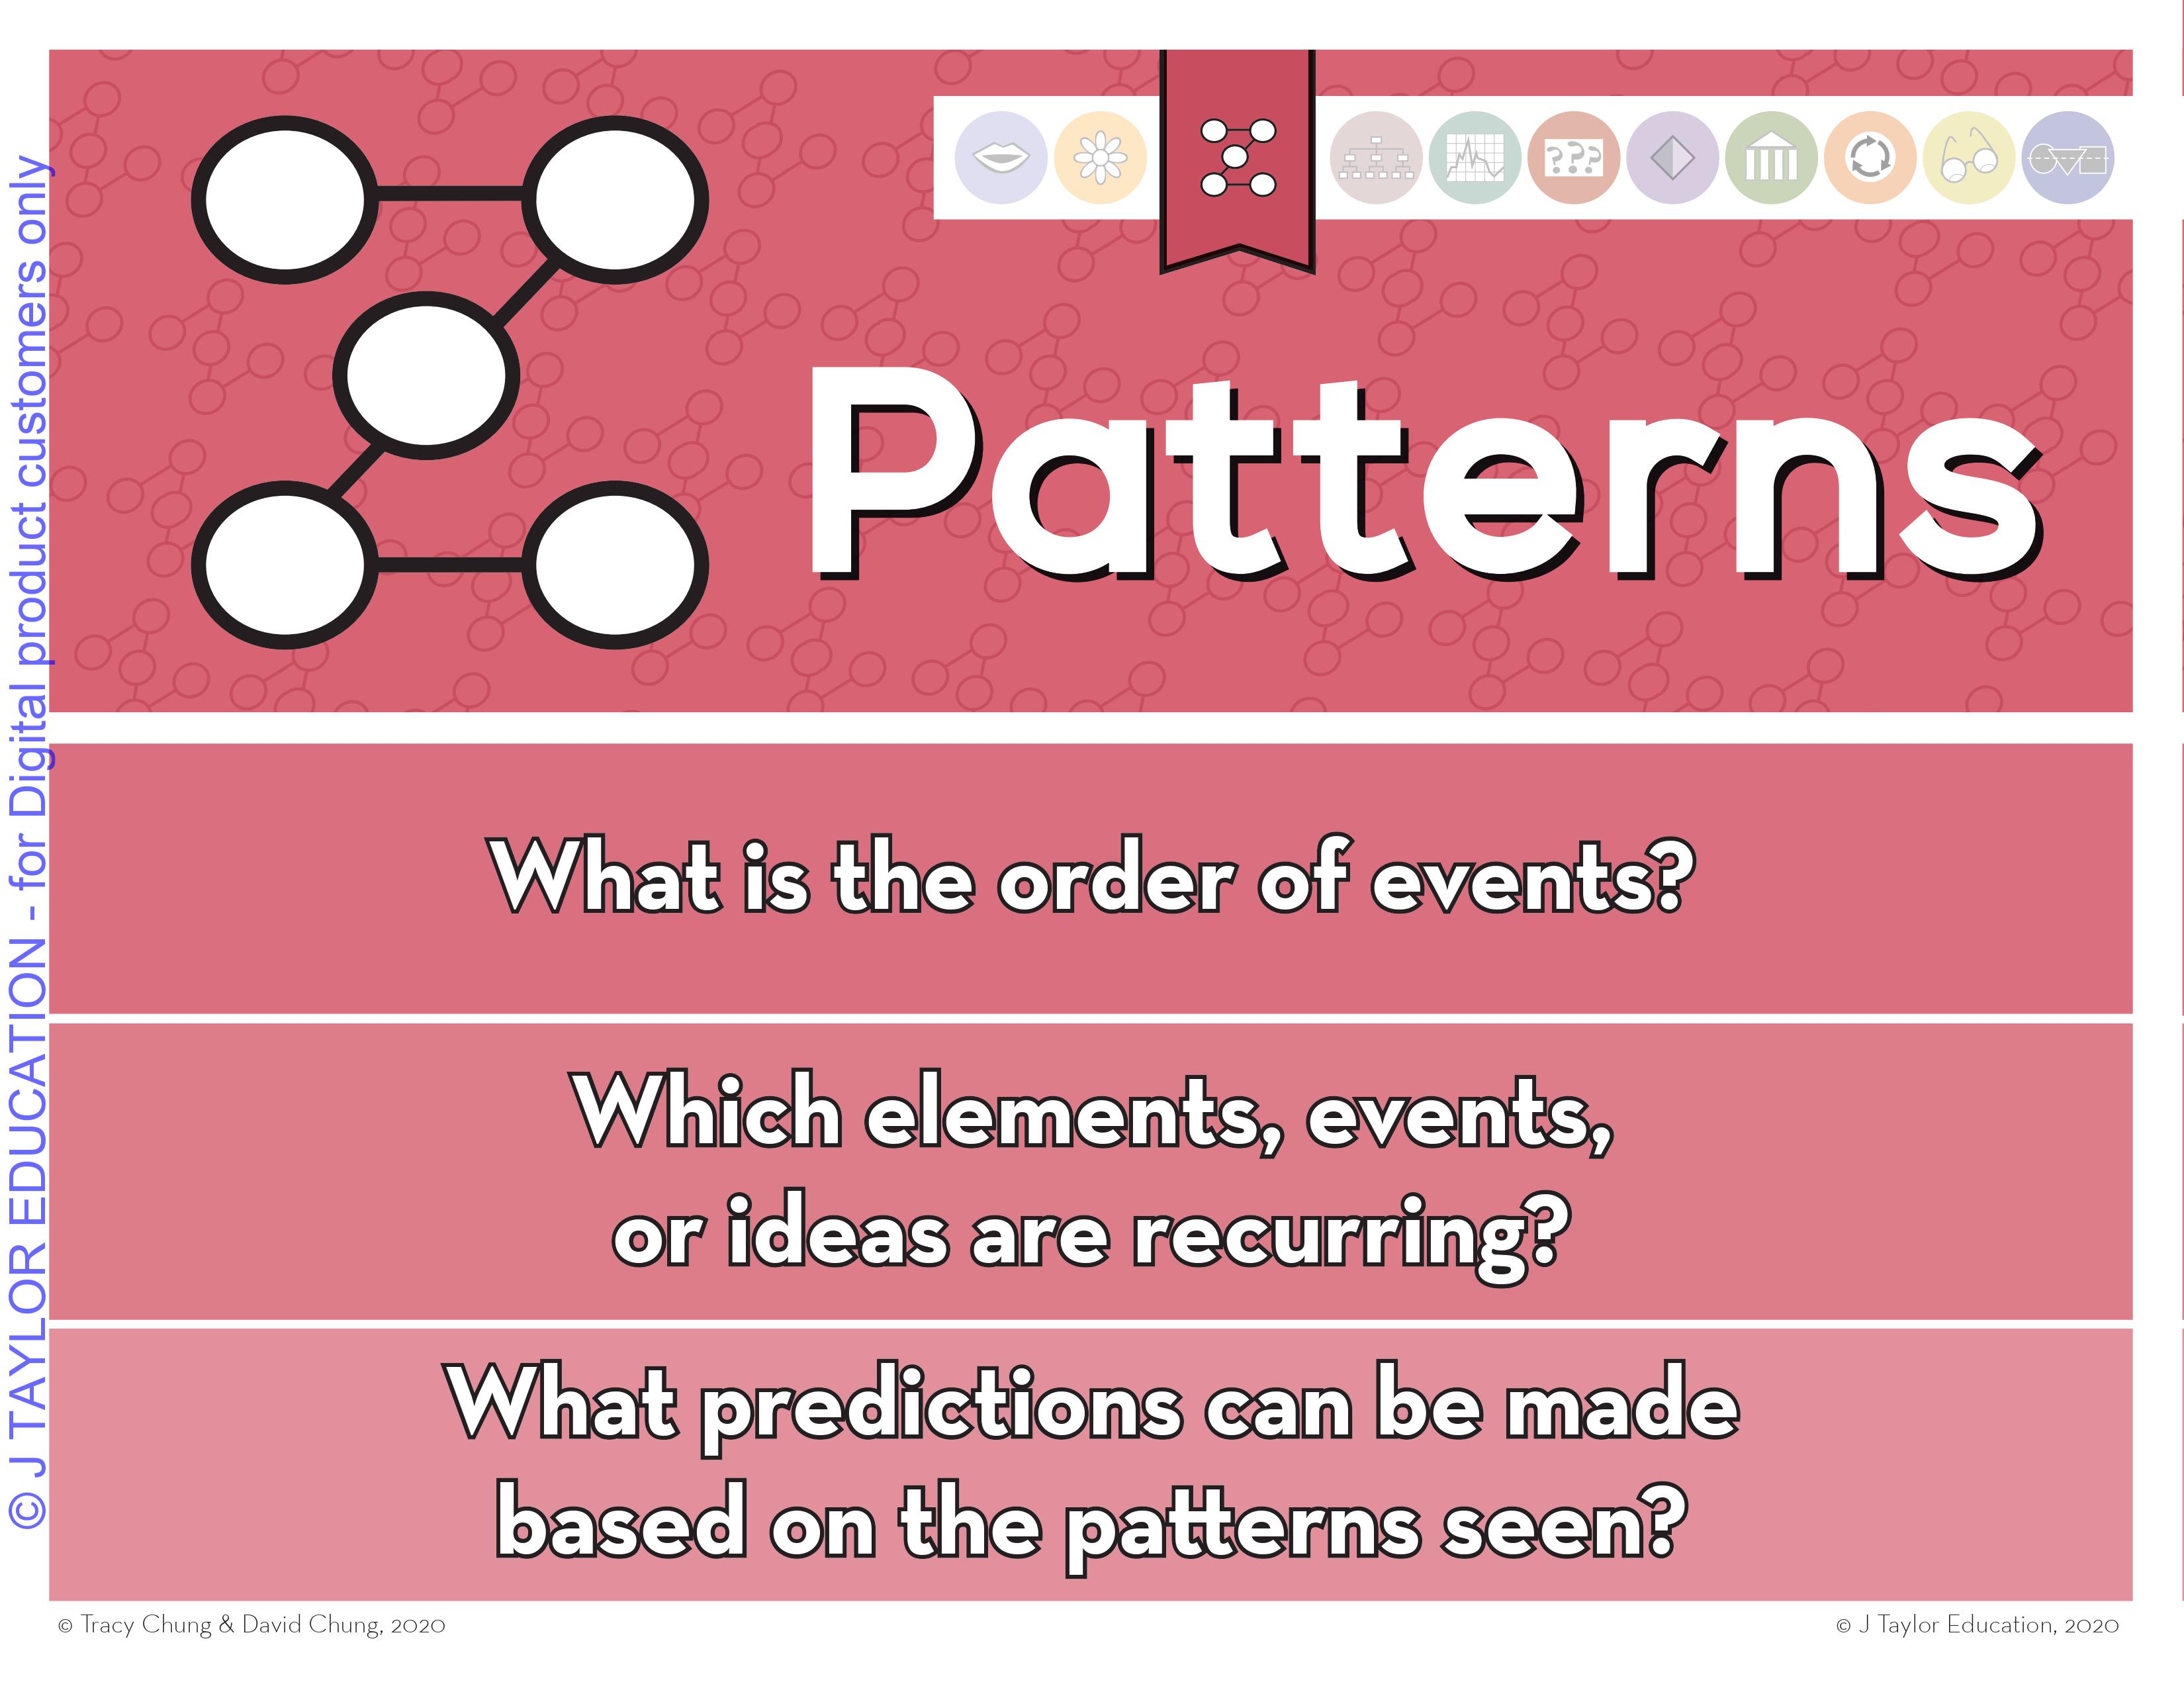 Patterns
What is the order of events?
Which elements, events,
or ideas are recurring?
What predictions can be made
based on the patterns seen?
© Tracy Chung & David Chung, 2020
© J Taylor Education, 2020
© J TAYLOR EDUCATION - for Digital product customers only
???